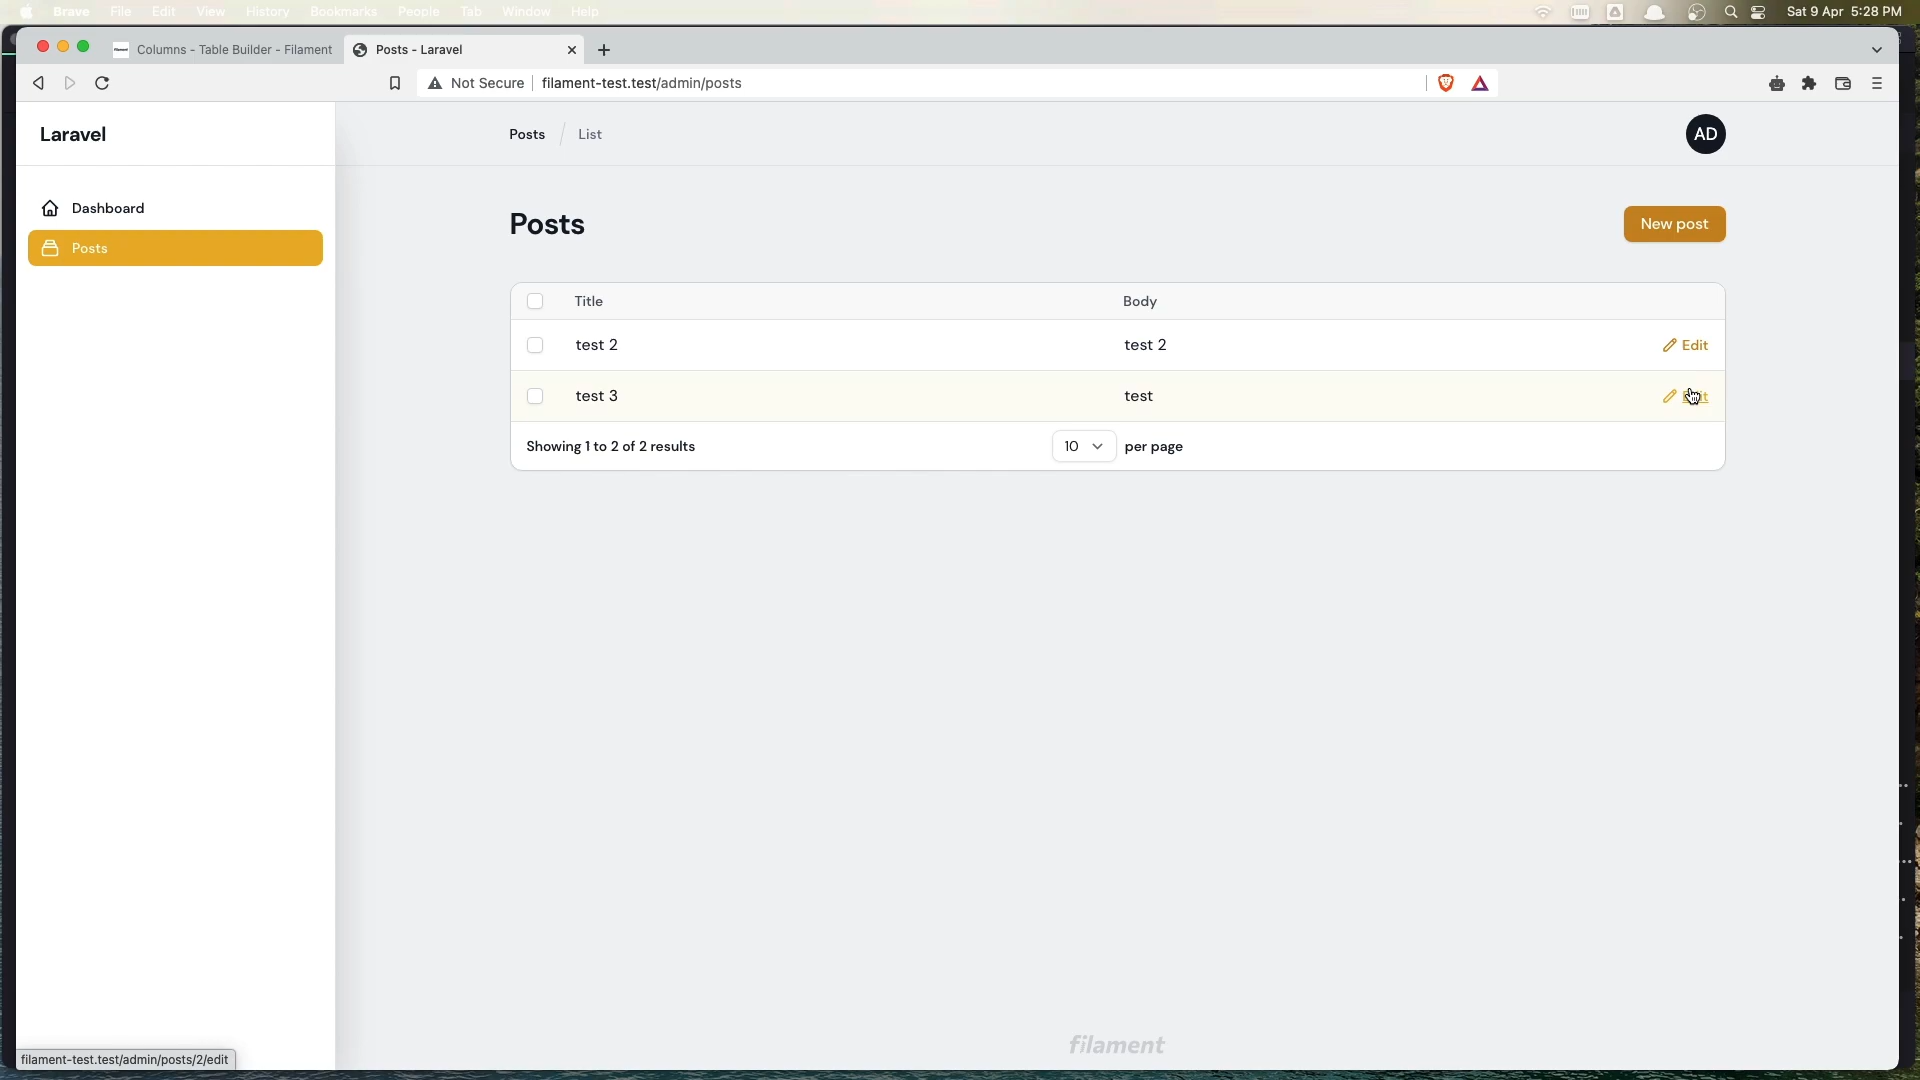 Brave File Edit View History Bookmarks People Tab Window Help Sat 9 Apr 5:28 PM
Columns - Table Builder - Filament Posts - Laravel
Not Secure filament-test.test/admin/posts
Laravel
Posts List
AD
Dashboard
Posts
Posts
New post
Title Body
test 2 test 2 Edit
test 3 test
Showing 1 to 2 of 2 results 10 per page
filament
filament-test.test/admin/posts/2/edit